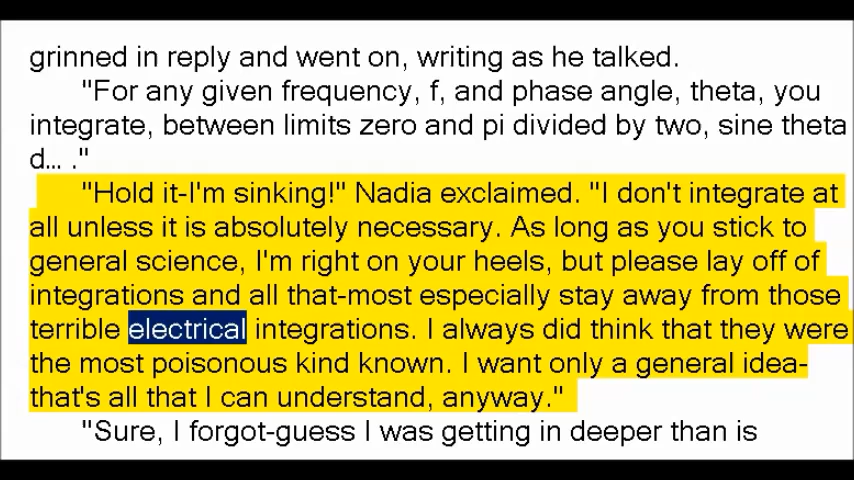 grinned in reply and went on, writing as he talked.
"For any given frequency, f, and phase angle, theta, you
integrate, between limits zero and pi divided by two, sine theta
d... ."
"Hold it-I'm sinking!" Nadia exclaimed. "I don't integrate at
all unless it is absolutely necessary. As long as you stick to
general science, I'm right on your heels, but please lay off of
integrations and all that-most especially stay away from those
terrible electrical integrations. I always did think that they were
the most poisonous kind known. I want only a general idea-
that's all that I can understand, anyway."
"Sure, I forgot-guess I was getting in deeper than is